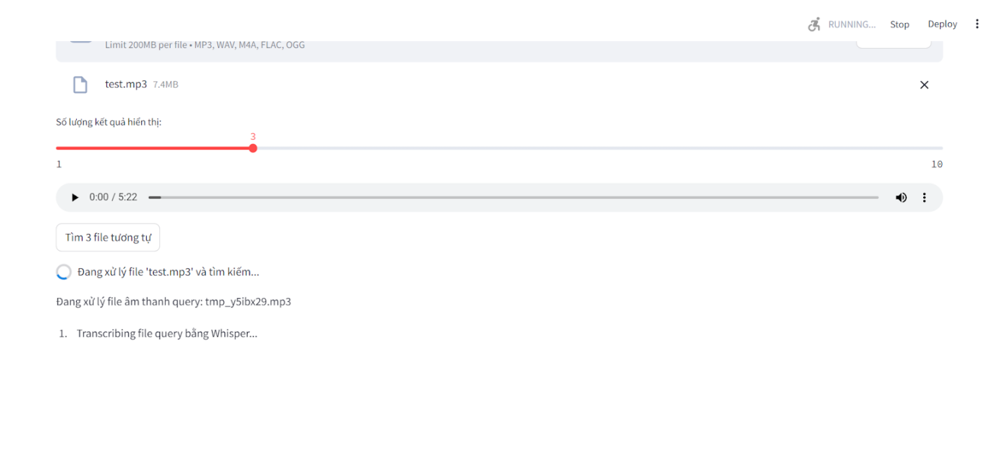 RUNNING... Stop Deploy
Limit 200MB per file • MP3, WAV, M4A, FLAC, OGG
test.mp3 7.4MB
Số lượng kết quả hiển thị:
3
1 10
0:00 / 5:22
Tìm 3 file tương tự
Đang xử lý file 'test.mp3' và tìm kiếm...
Đang xử lý file âm thanh query: tmp_y5ibx29.mp3
1. Transcribing file query bằng Whisper...